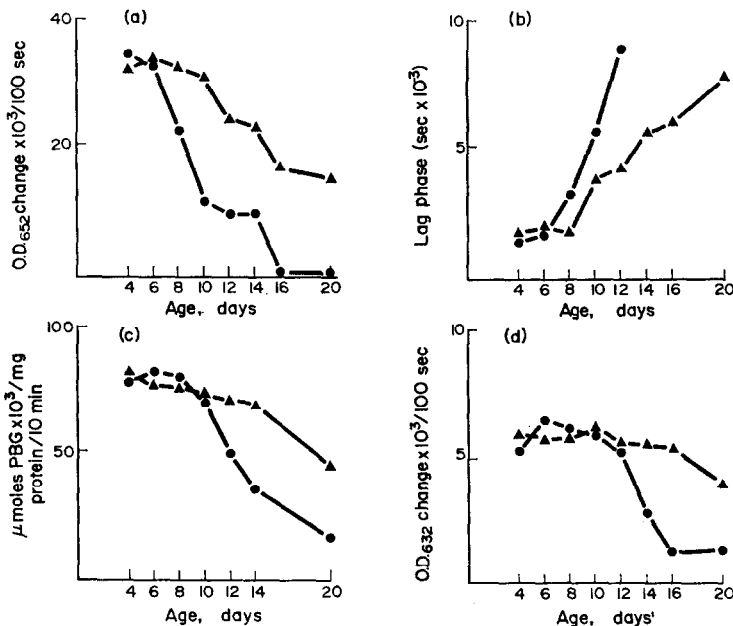 (a)
40
20
O.D.652 change x10³/100 sec
4 6 8 10 12 14 16 20
Age, days
(b)
10
5
Lag phase (sec x 10⁻³)
4 6 8 10 12 14 16 20
Age, days
(c)
100
50
μmoles PBG x10³/mg
protein/10 min
4 6 8 10 12 14 20
Age, days
(d)
10
5
O.D.632 change x10³/100 sec
4 6 8 10 12 14 16 20
Age, days'